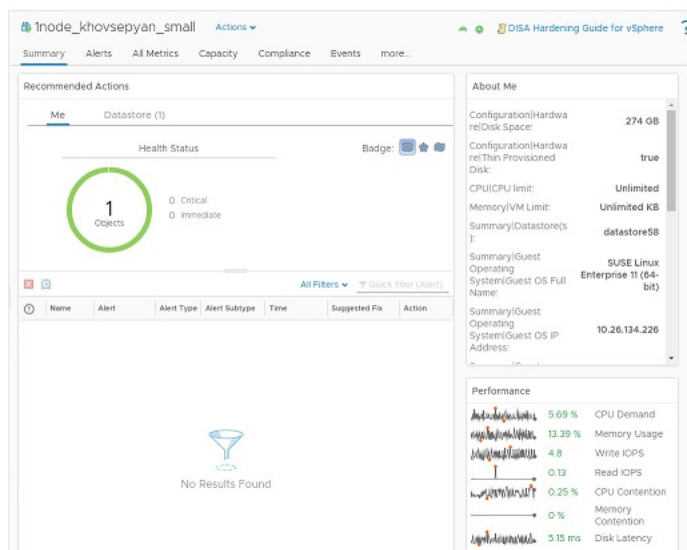 1node_khovsepyan_small Actions DISA Hardening Guide for vSphere ?
Summary Alerts All Metrics Capacity Compliance Events more...
Recommended Actions
Me Datastore (1)
Health Status
Badge:
1
Objects
0 Critical
0 Immediate
All Filters Quick filter (Alert)
Name Alert Alert Type Alert Subtype Time Suggested Fix Action
No Results Found
About Me
Configuration|Hardwa
re|Disk Space:
274 GB
Configuration|Hardwa
re|Thin Provisioned
Disk:
true
CPU|CPU limit: Unlimited
Memory|VM Limit: Unlimited KB
Summary|Datastore(s
):
datastore58
Summary|Guest
Operating
System|Guest OS Full
Name:
SUSE Linux
Enterprise 11 (64-
bit)
Summary|Guest
Operating
System|Guest OS IP
Address:
10.26.134.226
Performance
5.69 % CPU Demand
13.39 % Memory Usage
4.8 Write IOPS
0.13 Read IOPS
0.25 % CPU Contention
0 % Memory
Contention
5.15 ms Disk Latency